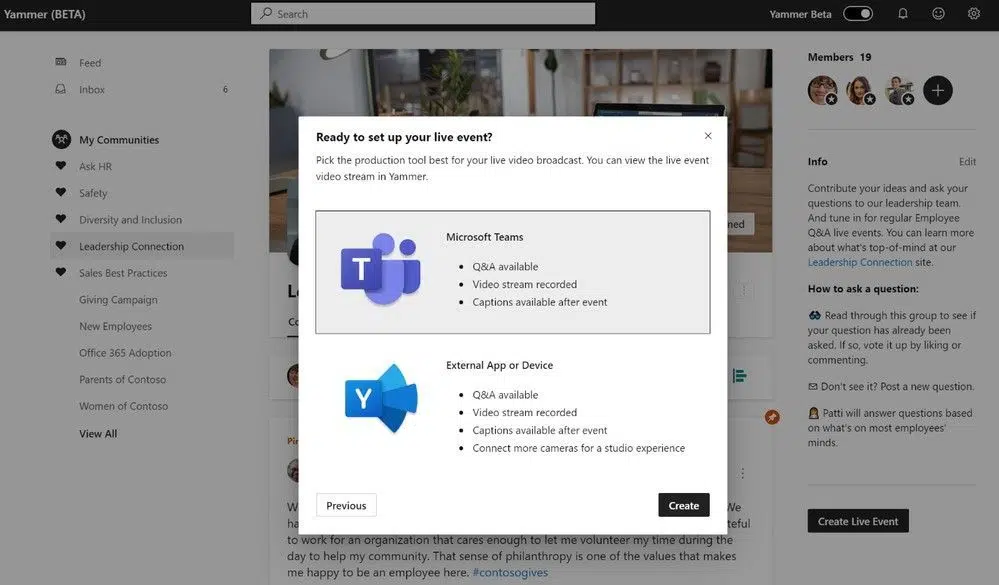 Yammer (BETA)
Search
Yammer Beta
Feed
Inbox 6
My Communities
Ask HR
Safety
Diversity and Inclusion
Leadership Connection
Sales Best Practices
Giving Campaign
New Employees
Office 365 Adoption
Parents of Contoso
Women of Contoso
View All
Ready to set up your live event?
Pick the production tool best for your live video broadcast. You can view the live event
video stream in Yammer.
T
Microsoft Teams
Q&A available
Video stream recorded
Captions available after event
Y
External App or Device
Q&A available
Video stream recorded
Captions available after event
Connect more cameras for a studio experience
Previous
Create
to work for an organization that cares enough to let me volunteer my time during the
day to help my community. That sense of philanthropy is one of the values that makes
me happy to be an employee here. #contosogives
Members 19
Info Edit
Contribute your ideas and ask your
questions to our leadership team.
And tune in for regular Employee
Q&A live events. You can learn more
about what's top-of-mind at our
Leadership Connection site.
How to ask a question:
Read through this group to see if
your question has already been
asked. If so, vote it up by liking or
commenting.
Don't see it? Post a new question.
Patti will answer questions based
on what's on most employees'
minds.
Create Live Event